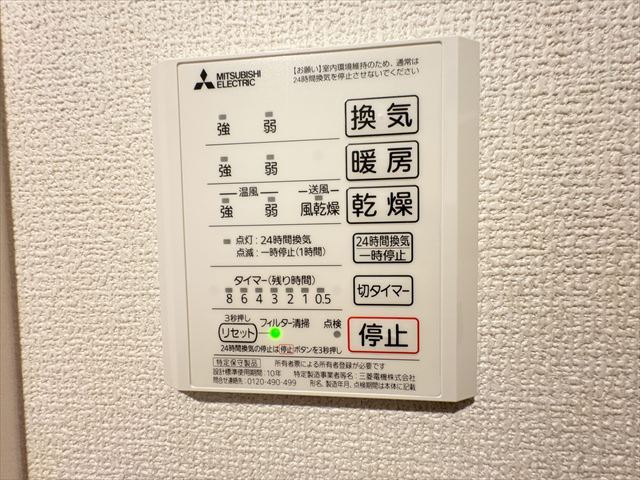 MITSUBISHI
ELECTRIC
【お願い】室内環境維持のため、通常は
24時間換気を停止させないでください
強 弱 換気
強 弱 暖房
温風 送風
強 弱 風乾燥 乾燥
点灯:24時間換気
点滅:一時停止(1時間)
24時間換気
一時停止
タイマー(残り時間)
8 6 4 3 2 1 0.5
切タイマー
3秒押し
リセット フィルター清掃 点検
停止
24時間換気の停止は停止ボタンを3秒押し
特定保守製品 所有者票による所有者登録が必要です
設計標準使用期間:10年 特定製造事業者等名:三菱電機株式会社
問合せ連絡先:0120-490-499 形名、製造年月、点検期間は本体に記載